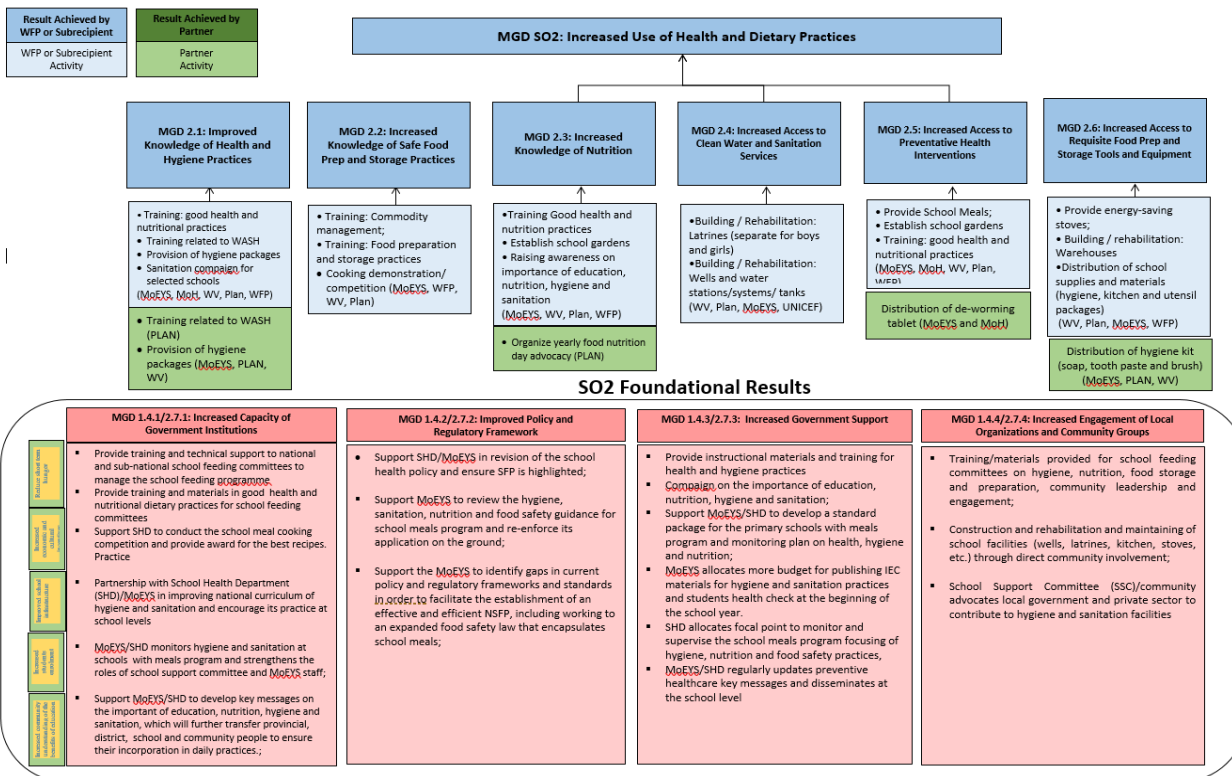 Result Achieved by
WFP or Subrecipient
WFP or Subrecipient
Activity
Result Achieved by
Partner
Partner
Activity
MGD SO2: Increased Use of Health and Dietary Practices
MGD 2.1: Improved
Knowledge of Health and
Hygiene Practices
• Training: good health and
nutritional practices
• Training related to WASH
• Provision of hygiene packages
• Sanitation compaign for
selected schools
(MoEYS, MoH, WV, Plan, WFP)
• Training related to WASH
(PLAN)
• Provision of hygiene
packages (MoEYS, PLAN,
WV)
MGD 2.2: Increased
Knowledge of Safe Food
Prep and Storage Practices
• Training: Commodity
management;
• Training: Food preparation
and storage practices
• Cooking demonstration/
competition (MoEYS, WFP,
WV, Plan)
MGD 2.3: Increased
Knowledge of Nutrition
•Training Good health and
nutrition practices
• Establish school gardens
• Raising awareness on
importance of education,
nutrition, hygiene and
sanitation
(MoEYS, WV, Plan, WFP)
• Organize yearly food nutrition
day advocacy (PLAN)
MGD 2.4: Increased Access to
Clean Water and Sanitation
Services
•Building / Rehabilitation:
Latrines (separate for boys
and girls)
•Building / Rehabilitation:
Wells and water
stations/systems/ tanks
(WV, Plan, MoEYS, UNICEF)
MGD 2.5: Increased Access to
Preventative Health
Interventions
• Provide School Meals;
• Establish school gardens
• Training: good health and
nutritional practices
(MoEYS, MoH, WV, Plan,
WFP)
Distribution of de-worming
tablet (MoEYS and MoH)
MGD 2.6: Increased Access to
Requisite Food Prep and
Storage Tools and Equipment
• Provide energy-saving
stoves;
• Building / rehabilitation:
Warehouses
•Distribution of school
supplies and materials
(hygiene, kitchen and utensil
packages)
(WV, Plan, MoEYS, WFP)
Distribution of hygiene kit
(soap, tooth paste and brush)
(MoEYS, PLAN, WV)
SO2 Foundational Results
Reduce short term
hunger
Increased
economic and
cultural
Improved school
infrastructure
Increased
students
enrolment
Increased community
understanding of the
benefits of education
MGD 1.4.1/2.7.1: Increased Capacity of
Government Institutions
▪ Provide training and technical support to national
and sub-national school feeding committees to
manage the school feeding programme
▪ Provide training and materials in good health and
nutritional dietary practices for school feeding
committees
▪ Support SHD to conduct the school meal cooking
competition and provide award for the best recipes.
Practice
▪ Partnership with School Health Department
(SHD)/MoEYS in improving national curriculum of
hygiene and sanitation and encourage its practice at
school levels
▪ MoEYS/SHD monitors hygiene and sanitation at
schools with meals program and strengthens the
roles of school support committee and MoEYS staff;
▪ Support MoEYS/SHD to develop key messages on
the important of education, nutrition, hygiene and
sanitation, which will further transfer provincial,
district, school and community people to ensure
their incorporation in daily practices.;
MGD 1.4.2/2.7.2: Improved Policy and
Regulatory Framework
• Support SHD/MoEYS in revision of the school
health policy and ensure SFP is highlighted;
▪ Support MoEYS to review the hygiene,
sanitation, nutrition and food safety guidance for
school meals program and re-enforce its
application on the ground;
▪ Support the MoEYS to identify gaps in current
policy and regulatory frameworks and standards
in order to facilitate the establishment of an
effective and efficient NSFP, including working to
an expanded food safety law that encapsulates
school meals;
MGD 1.4.3/2.7.3: Increased Government Support
▪ Provide instructional materials and training for
health and hygiene practices
▪ Compaign on the importance of education,
nutrition, hygiene and sanitation;
▪ Support MoEYS/SHD to develop a standard
package for the primary schools with meals
program and monitoring plan on health, hygiene
and nutrition;
▪ MoEYS allocates more budget for publishing IEC
materials for hygiene and sanitation practices
and students health check at the beginning of
the school year.
▪ SHD allocates focal point to monitor and
supervise the school meals program focusing of
hygiene, nutrition and food safety practices,
▪ MoEYS/SHD regularly updates preventive
healthcare key messages and disseminates at
the school level
MGD 1.4.4/2.7.4: Increased Engagement of Local
Organizations and Community Groups
▪ Training/materials provided for school feeding
committees on hygiene, nutrition, food storage
and preparation, community leadership and
engagement;
▪ Construction and rehabilitation and maintaining of
school facilities (wells, latrines, kitchen, stoves,
etc.) through direct community involvement;
▪ School Support Committee (SSC)/community
advocates local government and private sector to
contribute to hygiene and sanitation facilities